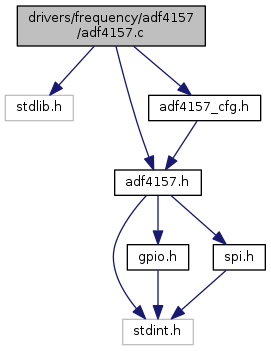 drivers/frequency/adf4157
/adf4157.c
stdlib.h
adf4157_cfg.h
adf4157.h
gpio.h
spi.h
stdint.h